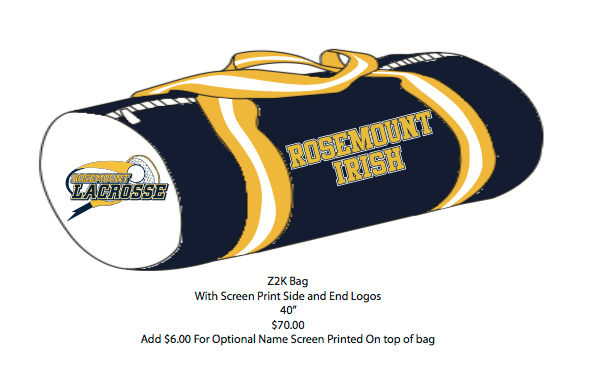 ROSEMOUNT
IRISH
ROSEMOUNT
LACROSSE
Z2K Bag
With Screen Print Side and End Logos
40”
$70.00
Add $6.00 For Optional Name Screen Printed On top of bag